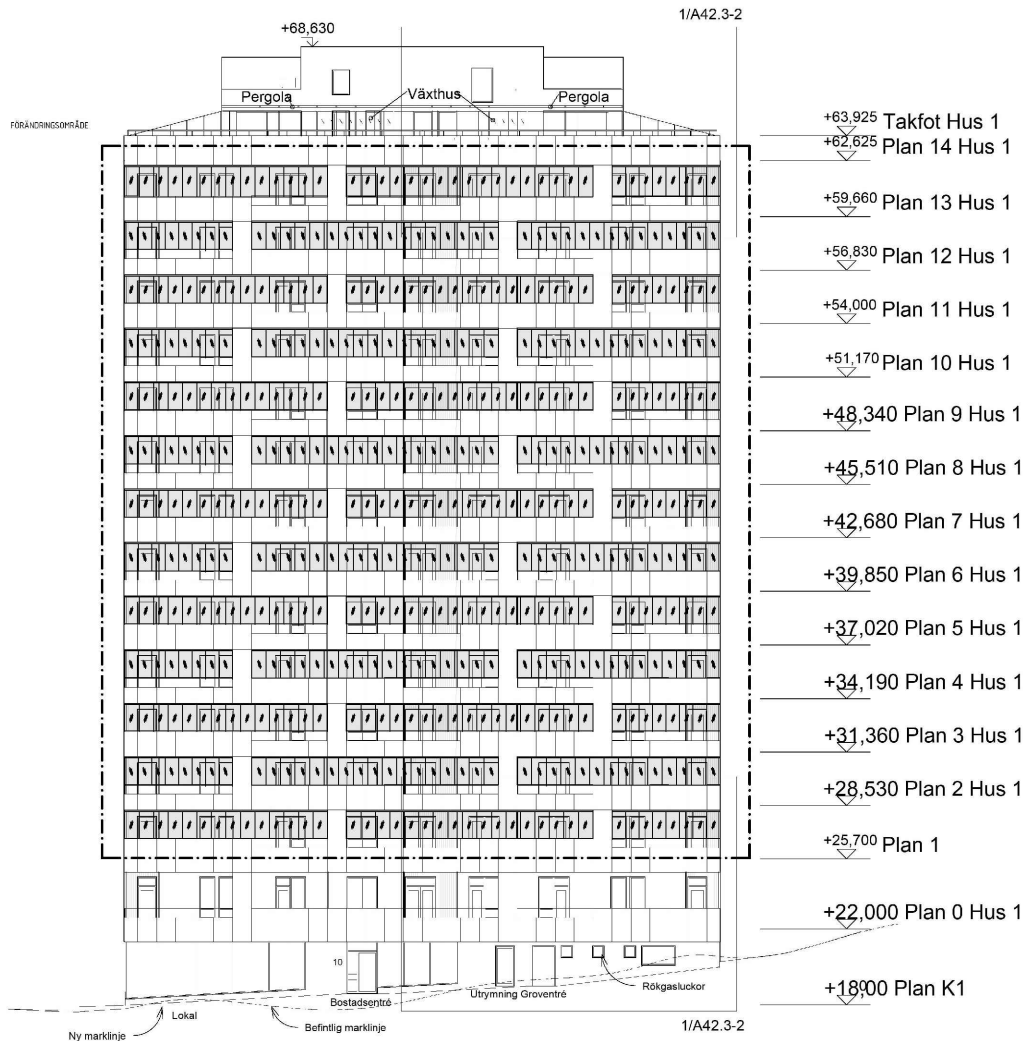 1/A42.3-2
+68,630
Pergola
Växthus
Pergola
FÖRÄNDRINGSOMRÅDE
+63,925 Takfot Hus 1
+62,625 Plan 14 Hus 1
+59,660 Plan 13 Hus 1
+56,830 Plan 12 Hus 1
+54,000 Plan 11 Hus 1
+51,170 Plan 10 Hus 1
+48,340 Plan 9 Hus 1
+45,510 Plan 8 Hus 1
+42,680 Plan 7 Hus 1
+39,850 Plan 6 Hus 1
+37,020 Plan 5 Hus 1
+34,190 Plan 4 Hus 1
+31,360 Plan 3 Hus 1
+28,530 Plan 2 Hus 1
+25,700 Plan 1
+22,000 Plan 0 Hus 1
10
Rökgasluckor
Utrymning Groventré
Bostadsentré
Plan K1
Lokal
Ny marklinje
Befintlig marklinje
1/A42.3-2